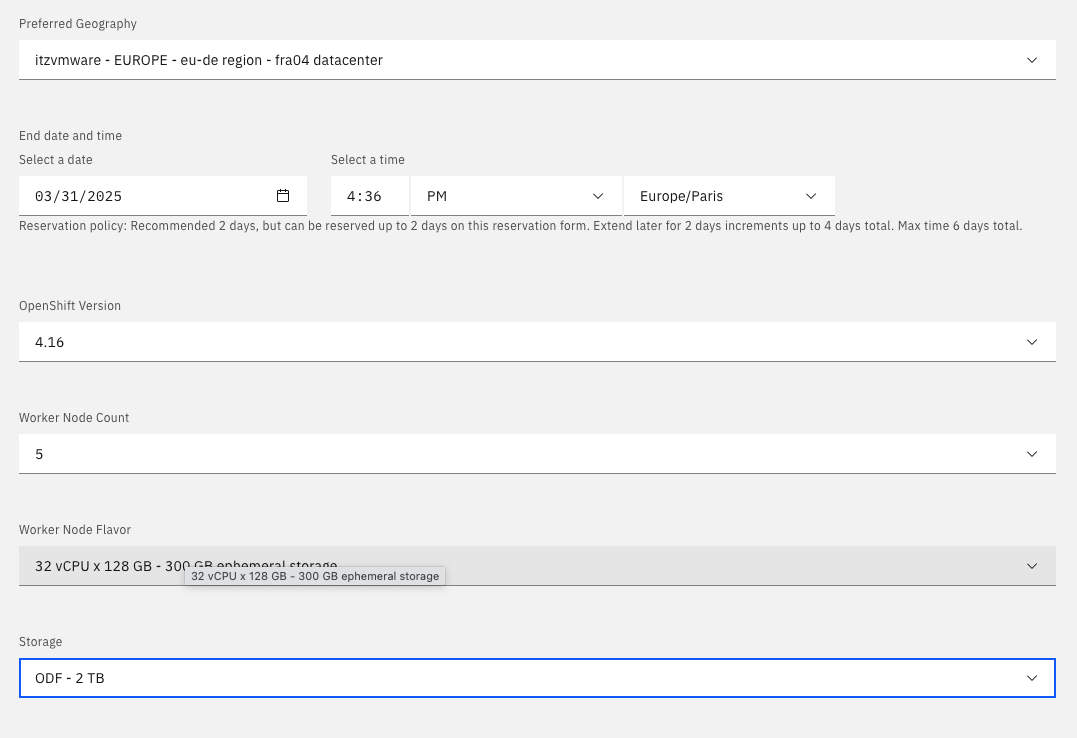 Preferred Geography
itzvmware - EUROPE - eu-de region - fra04 datacenter
End date and time
Select a date
Select a time
03/31/2025
4:36
PM
Europe/Paris
Reservation policy: Recommended 2 days, but can be reserved up to 2 days on this reservation form. Extend later for 2 days increments up to 4 days total. Max time 6 days total.
OpenShift Version
4.16
Worker Node Count
5
Worker Node Flavor
32 vCPU x 128 GB - 300 GB ephemeral storage
32 vCPU x 128 GB - 300 GB ephemeral storage
Storage
ODF - 2 TB